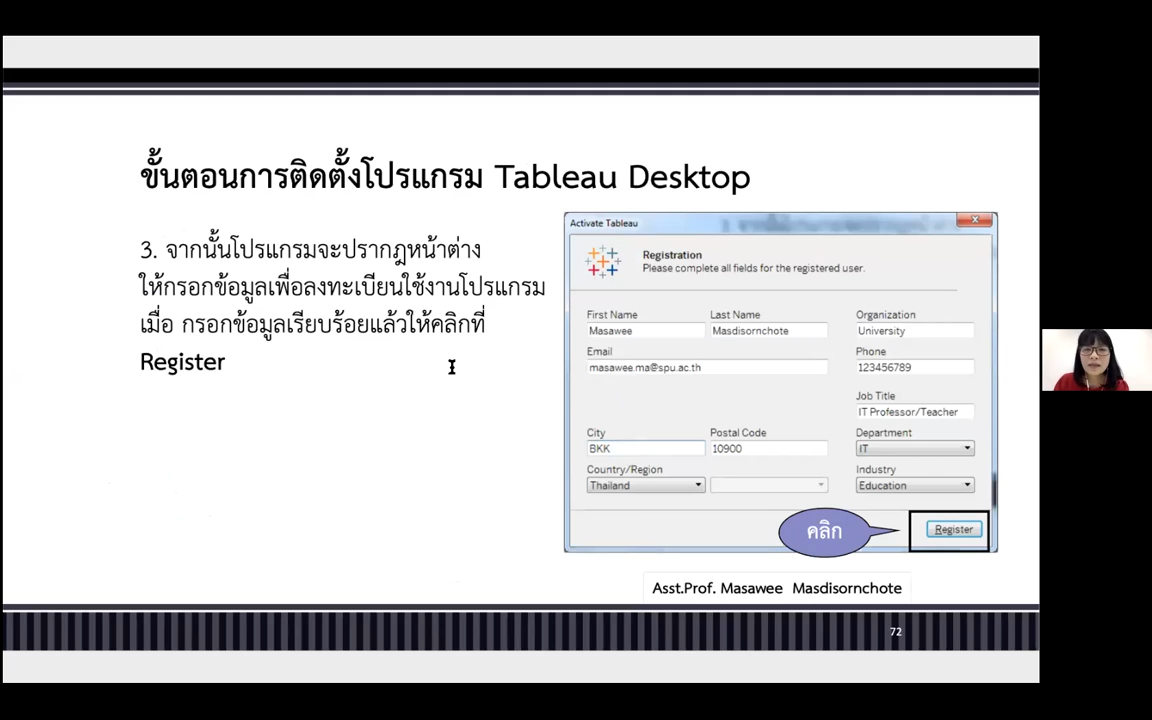 ขั้นตอนการติดตั้งโปรแกรม Tableau Desktop
3. จากนั้นโปรแกรมจะปรากฎหน้าต่าง
ให้กรอกข้อมูลเพื่อลงทะเบียนใช้งานโปรแกรม
เมื่อ กรอกข้อมูลเรียบร้อยแล้วให้คลิกที่
Register
Activate Tableau
Registration
Please complete all fields for the registered user.
First Name Last Name Organization
Masawee Masdisornchote University
Email Phone
masawee.ma@spu.ac.th 123456789
Job Title
IT Professor/Teacher
City Postal Code Department
BKK 10900 IT
Country/Region Industry
Thailand Education
คลิก Register
Asst.Prof. Masawee Masdisornchote
72